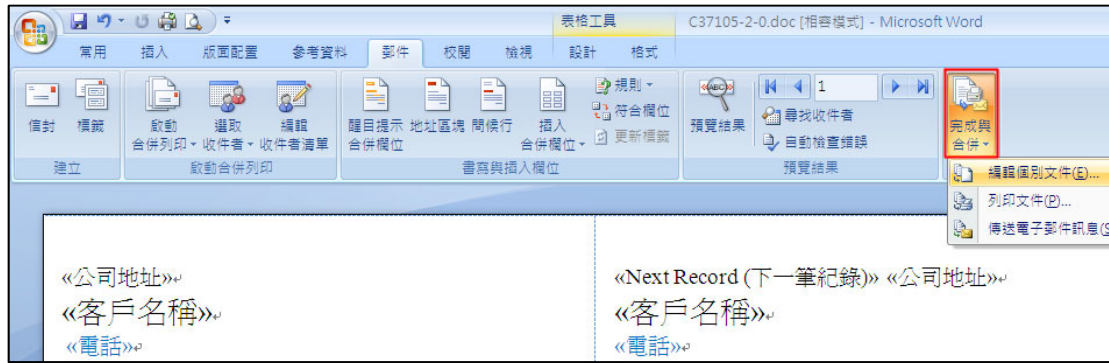 表格工具
C37105-2-0.doc [相容模式] - Microsoft Word
常用 插入 版面配置 參考資料 郵件 校閱 檢視 設計 格式
信封 標籤
啟動合併列印 選取收件者 編輯收件者清單
醒目提示合併欄位 地址區塊 問候行 插入合併欄位
規則
符合欄位
更新標籤
預覽結果
ABC
1
尋找收件者
自動檢查錯誤
完成與合併
建立 啟動合併列印 書寫與插入欄位 預覽結果
編輯個別文件(E)...
列印文件(P)...
傳送電子郵件訊息(S
«公司地址»
«客戶名稱»
«電話»
«Next Record (下一筆紀錄)» «公司地址»
«客戶名稱»
«電話»